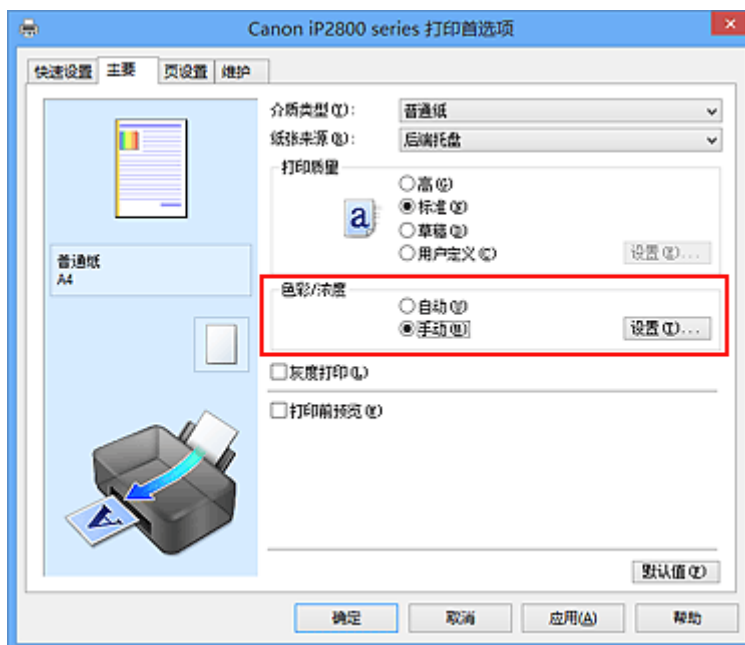 Canon iP2800 series 打印首选项
快速设置 主要 页设置 维护
介质类型(Y): 普通纸
纸张来源(R): 后端托盘
打印质量
高(G)
a
标准(X)
草稿(D)
用户定义(C) 设置(E)...
普通纸
A4
色彩/浓度
自动(U)
手动(M) 设置(T)...
灰度打印(L)
打印前预览(K)
A
默认值(F)
确定 取消 应用(A) 帮助